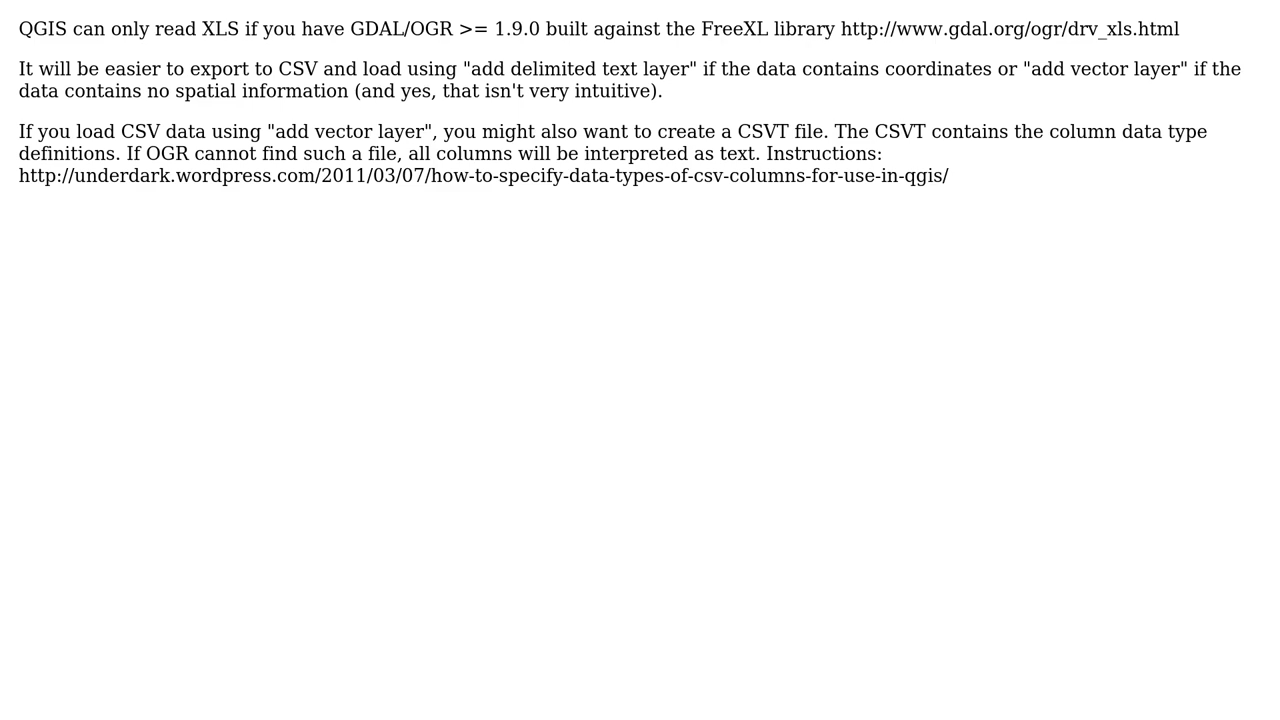 QGIS can only read XLS if you have GDAL/OGR >= 1.9.0 built against the FreeXL library http://www.gdal.org/ogr/drv_xls.html
It will be easier to export to CSV and load using "add delimited text layer" if the data contains coordinates or "add vector layer" if the
data contains no spatial information (and yes, that isn't very intuitive).
If you load CSV data using "add vector layer", you might also want to create a CSVT file. The CSVT contains the column data type
definitions. If OGR cannot find such a file, all columns will be interpreted as text. Instructions:
http://underdark.wordpress.com/2011/03/07/how-to-specify-data-types-of-csv-columns-for-use-in-qgis/